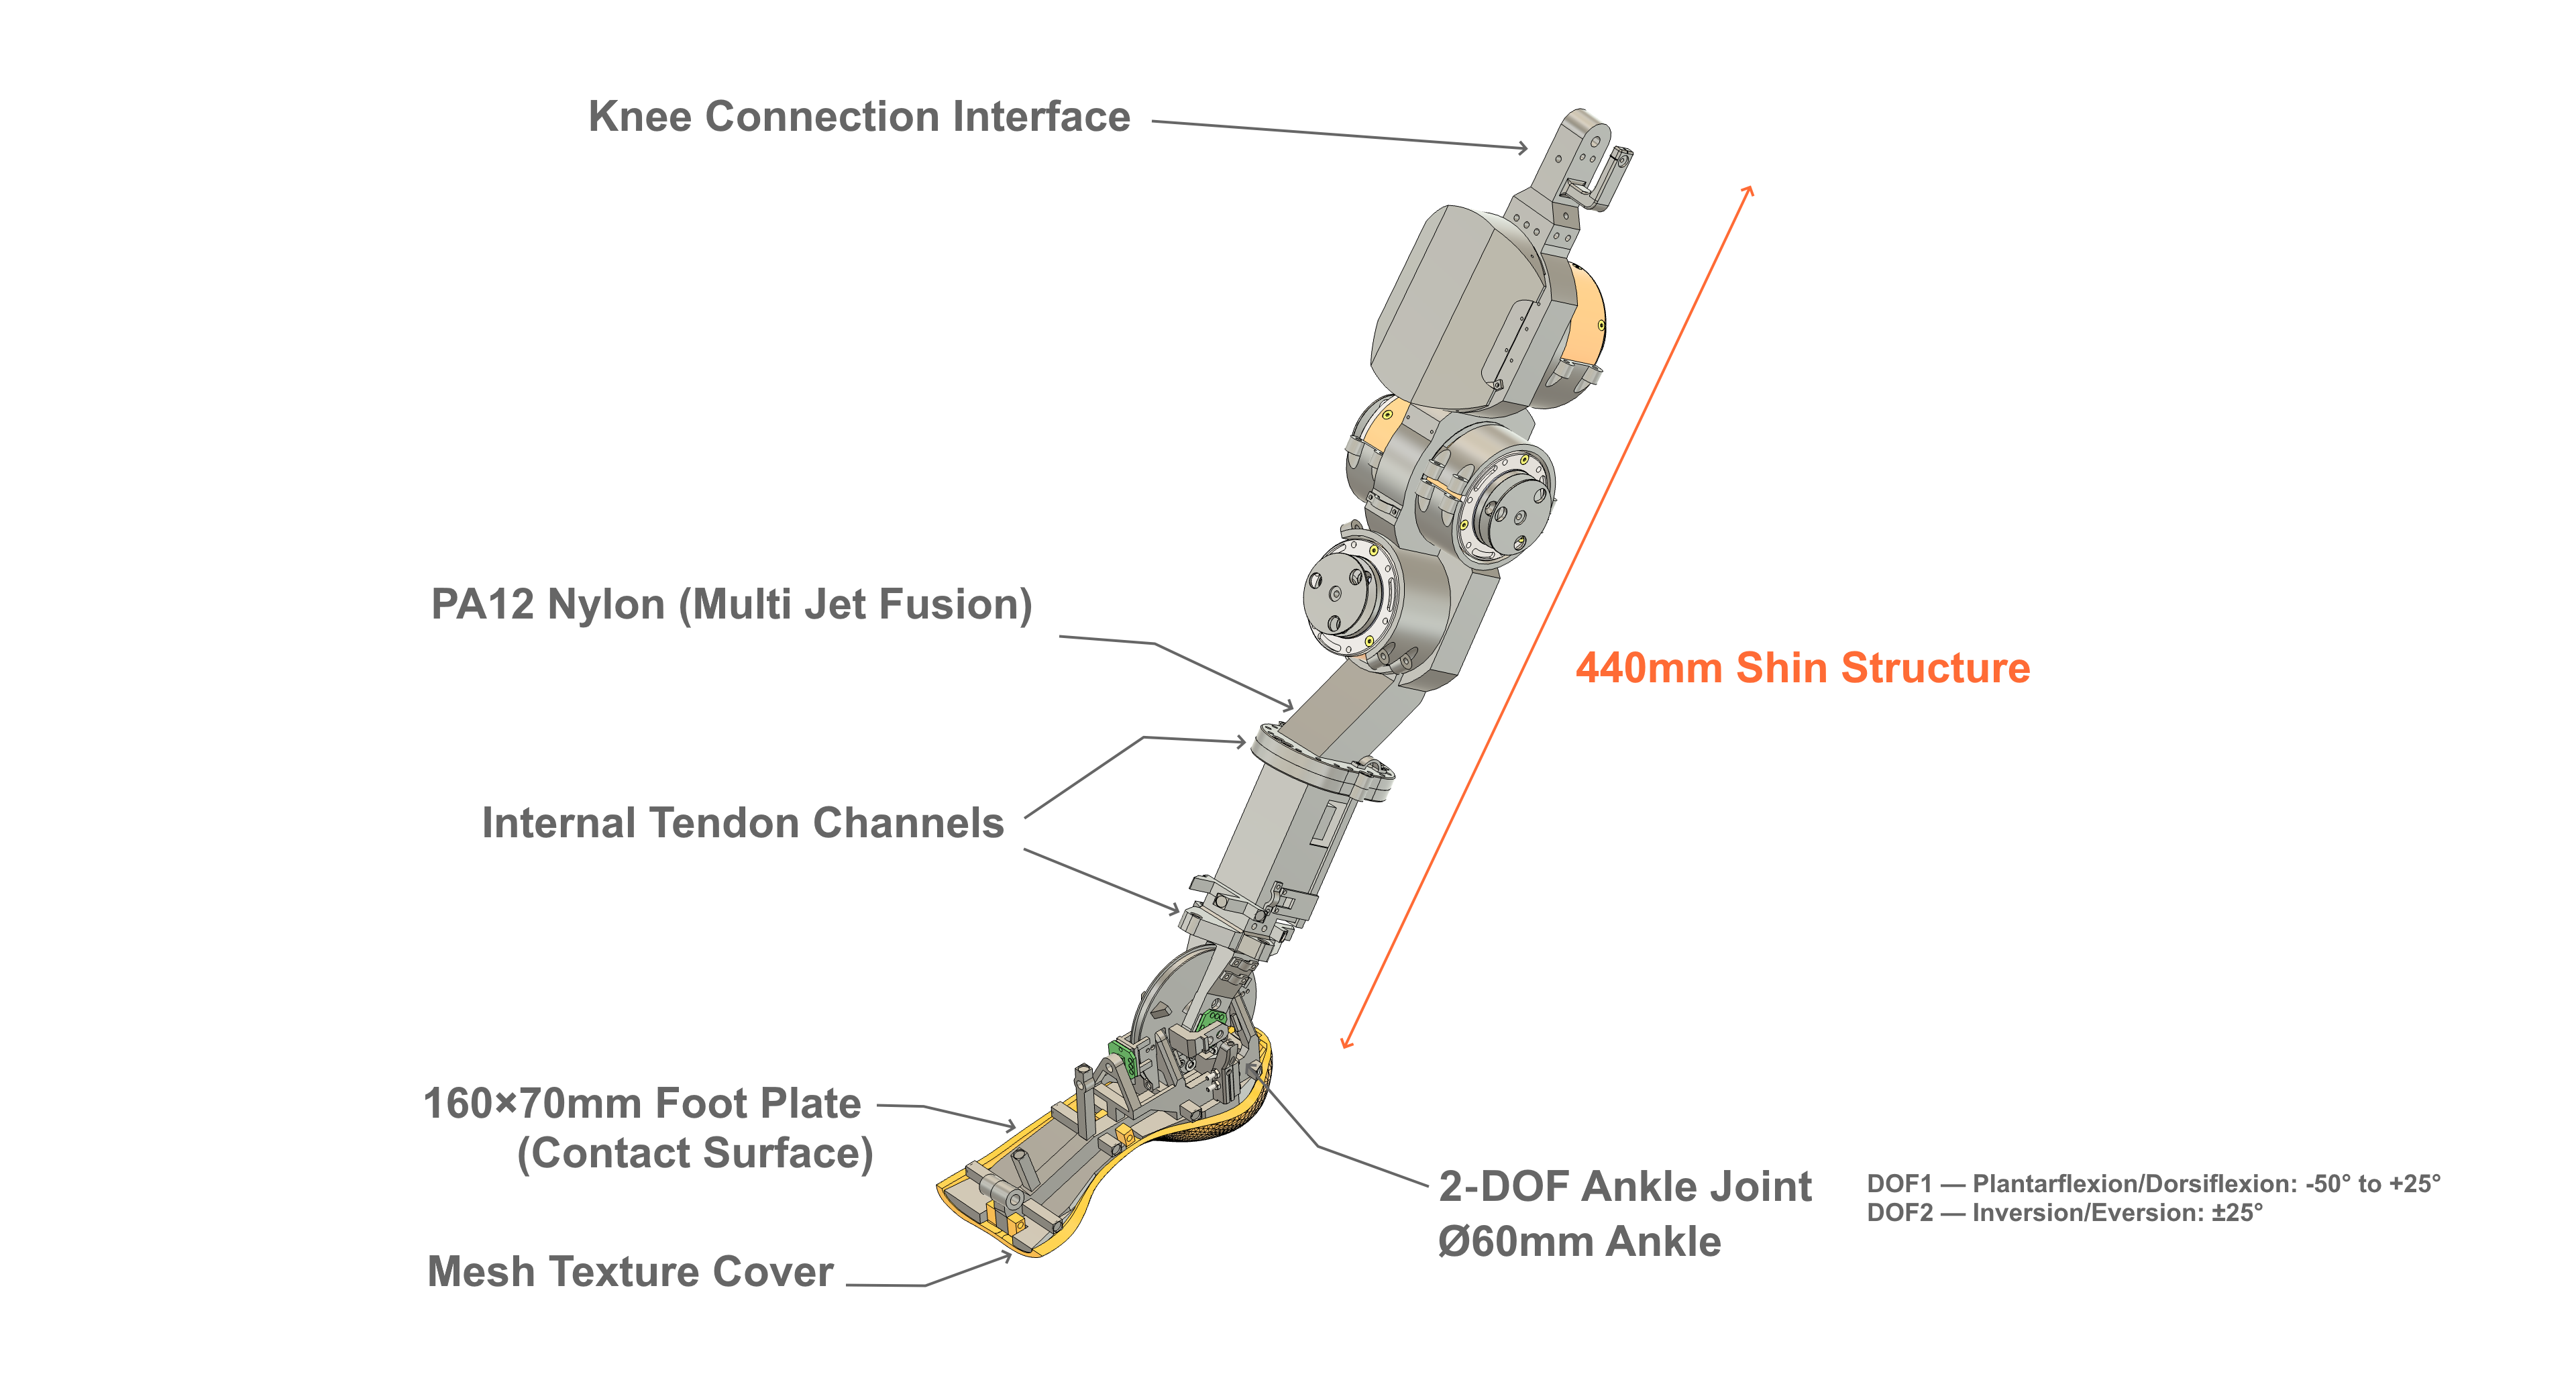 Knee Connection Interface
PA12 Nylon (Multi Jet Fusion)
440mm Shin Structure
Internal Tendon Channels
160×70mm Foot Plate
(Contact Surface)
2-DOF Ankle Joint
Ø60mm Ankle
DOF1 — Plantarflexion/Dorsiflexion: -50° to +25°
DOF2 — Inversion/Eversion: ±25°
Mesh Texture Cover